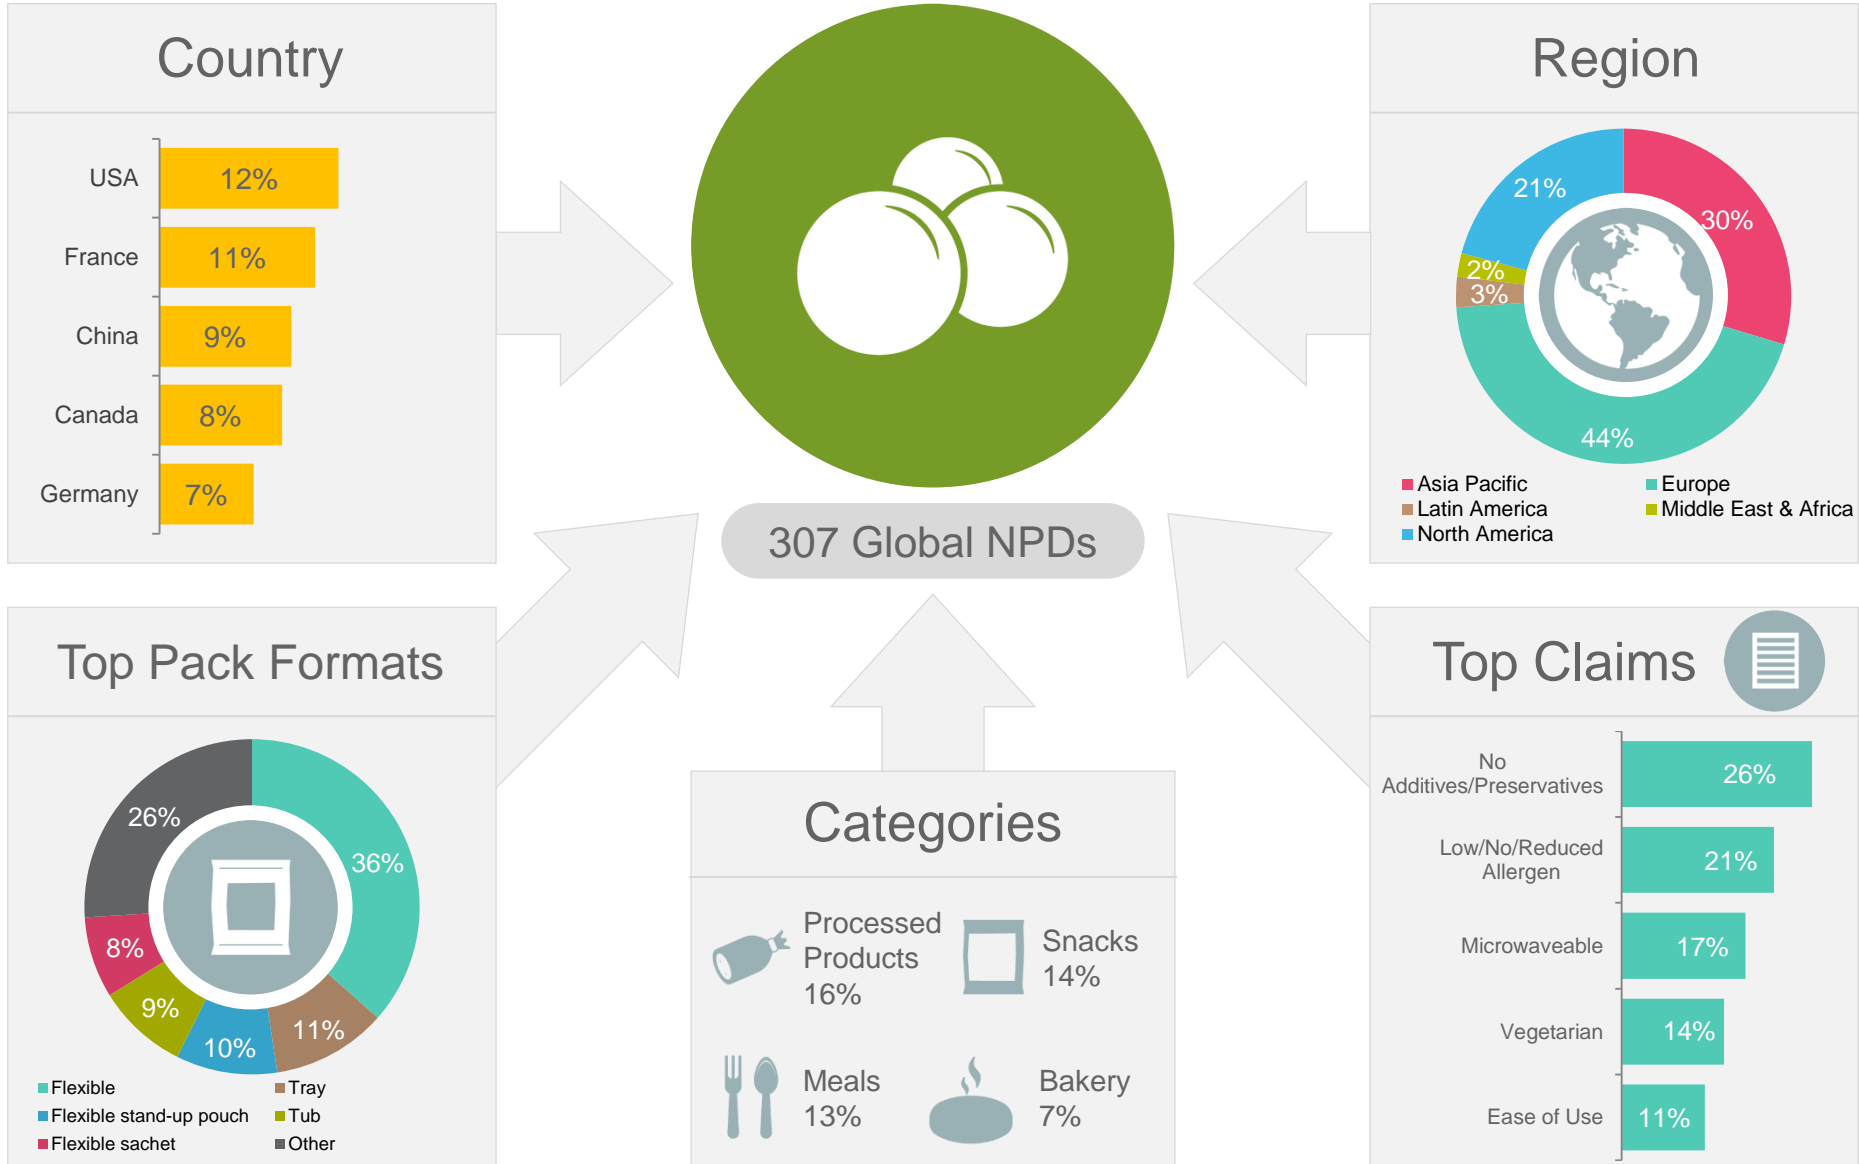 Country
USA
12%
France
11%
China
9%
Canada
8%
Germany
7%
307 Global NPDs
Region
21%
30%
2%
3%
44%
Asia Pacific
Europe
Latin America
Middle East & Africa
North America
Top Pack Formats
26%
36%
8%
9%
10%
11%
Flexible
Tray
Flexible stand-up pouch
Tub
Flexible sachet
Other
Categories
Processed
Products
16%
Snacks
14%
Meals
13%
Bakery
7%
Top Claims
No
Additives/Preservatives
26%
Low/No/Reduced
Allergen
21%
Microwaveable
17%
Vegetarian
14%
Ease of Use
11%